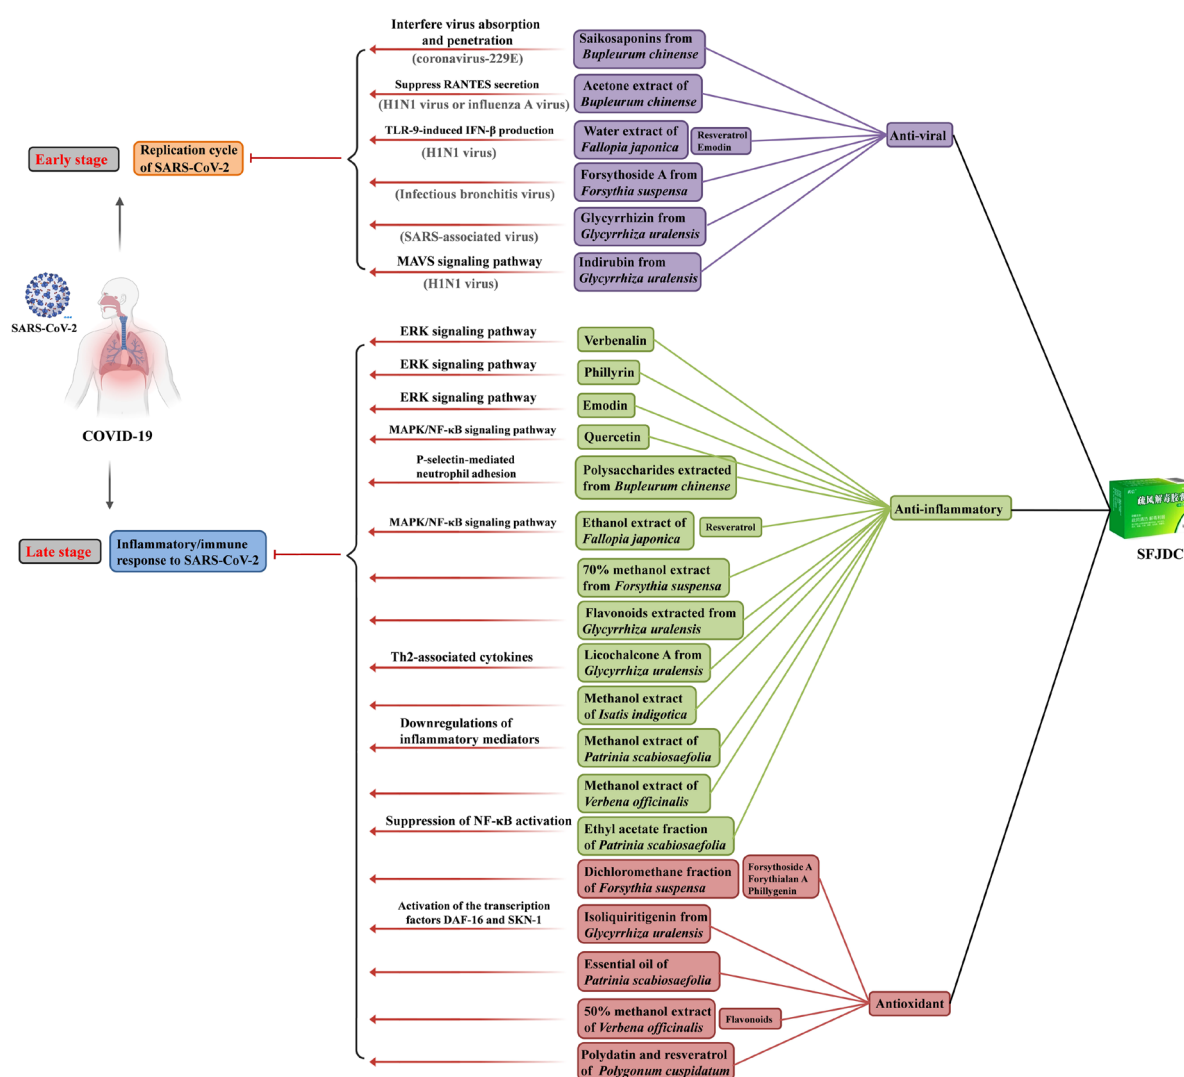 Interfere virus absorption
and penetration
(coronavirus-229E)
Saikosaponins from
Bupleurum chinense
Suppress RANTES secretion
(H1N1 virus or influenza A virus)
Acetone extract of
Bupleurum chinense
TLR-9-induced IFN-β production
(H1N1 virus)
Water extract of
Fallopia japonica
Resveratrol
Emodin
Anti-viral
Early stage
Replication cycle
of SARS-CoV-2
(Infectious bronchitis virus)
Forsythoside A from
Forsythia suspensa
(SARS-associated virus)
Glycyrrhizin from
Glycyrrhiza uralensis
MAVS signaling pathway
(H1N1 virus)
Indirubin from
Glycyrrhiza uralensis
SARS-CoV-2
COVID-19
ERK signaling pathway
Verbenalin
ERK signaling pathway
Phillyrin
ERK signaling pathway
Emodin
MAPK/NF-κB signaling pathway
Quercetin
P-selectin-mediated
neutrophil adhesion
Polysaccharides extracted
from Bupleurum chinense
Anti-inflammatory
疏风解毒胶囊
SFJDC
Late stage
Inflammatory/immune
response to SARS-CoV-2
MAPK/NF-κB signaling pathway
Ethanol extract of
Fallopia japonica
Resveratrol
70% methanol extract
from Forsythia suspensa
Flavonoids extracted from
Glycyrrhiza uralensis
Th2-associated cytokines
Licochalcone A from
Glycyrrhiza uralensis
Methanol extract
of Isatis indigotica
Downregulations of
inflammatory mediators
Methanol extract of
Patrinia scabiosaefolia
Methanol extract of
Verbena officinalis
Suppression of NF-κB activation
Ethyl acetate fraction
of Patrinia scabiosaefolia
Dichloromethane fraction
of Forsythia suspensa
Forsythoside A
Forythialan A
Phillygenin
Activation of the transcription
factors DAF-16 and SKN-1
Isoliquiritigenin from
Glycyrrhiza uralensis
Essential oil of
Patrinia scabiosaefolia
Antioxidant
50% methanol extract
of Verbena officinalis
Flavonoids
Polydatin and resveratrol
of Polygonum cuspidatum